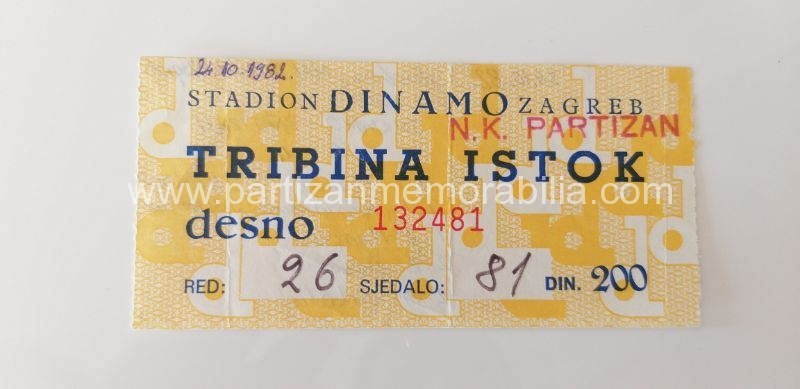 24.10.1982.
STADION DINAMO ZAGREB
N.K. PARTIZAN
TRIBINA ISTOK
www.partizanmemorabilia.com
desno 132481
RED: 26 SJEDALO: 81 DIN. 200